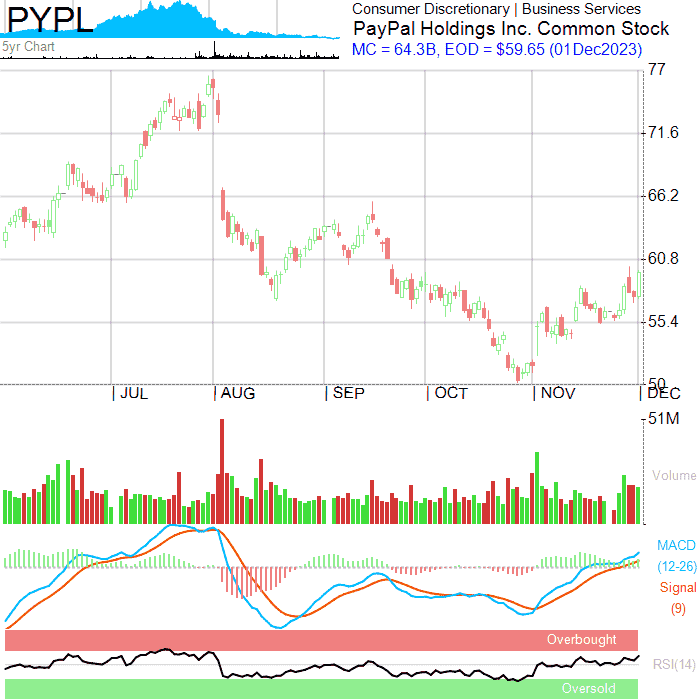 PYPL
5yr Chart
Consumer Discretionary | Business Services
PayPal Holdings Inc. Common Stock
MC = 64.3B, EOD = $59.65 (01Dec2023)
77
71.6
66.2
60.8
55.4
50
JUL AUG SEP OCT NOV DEC
51M
Volume
MACD
(12-26)
Signal
(9)
Overbought
RSI(14)
Oversold